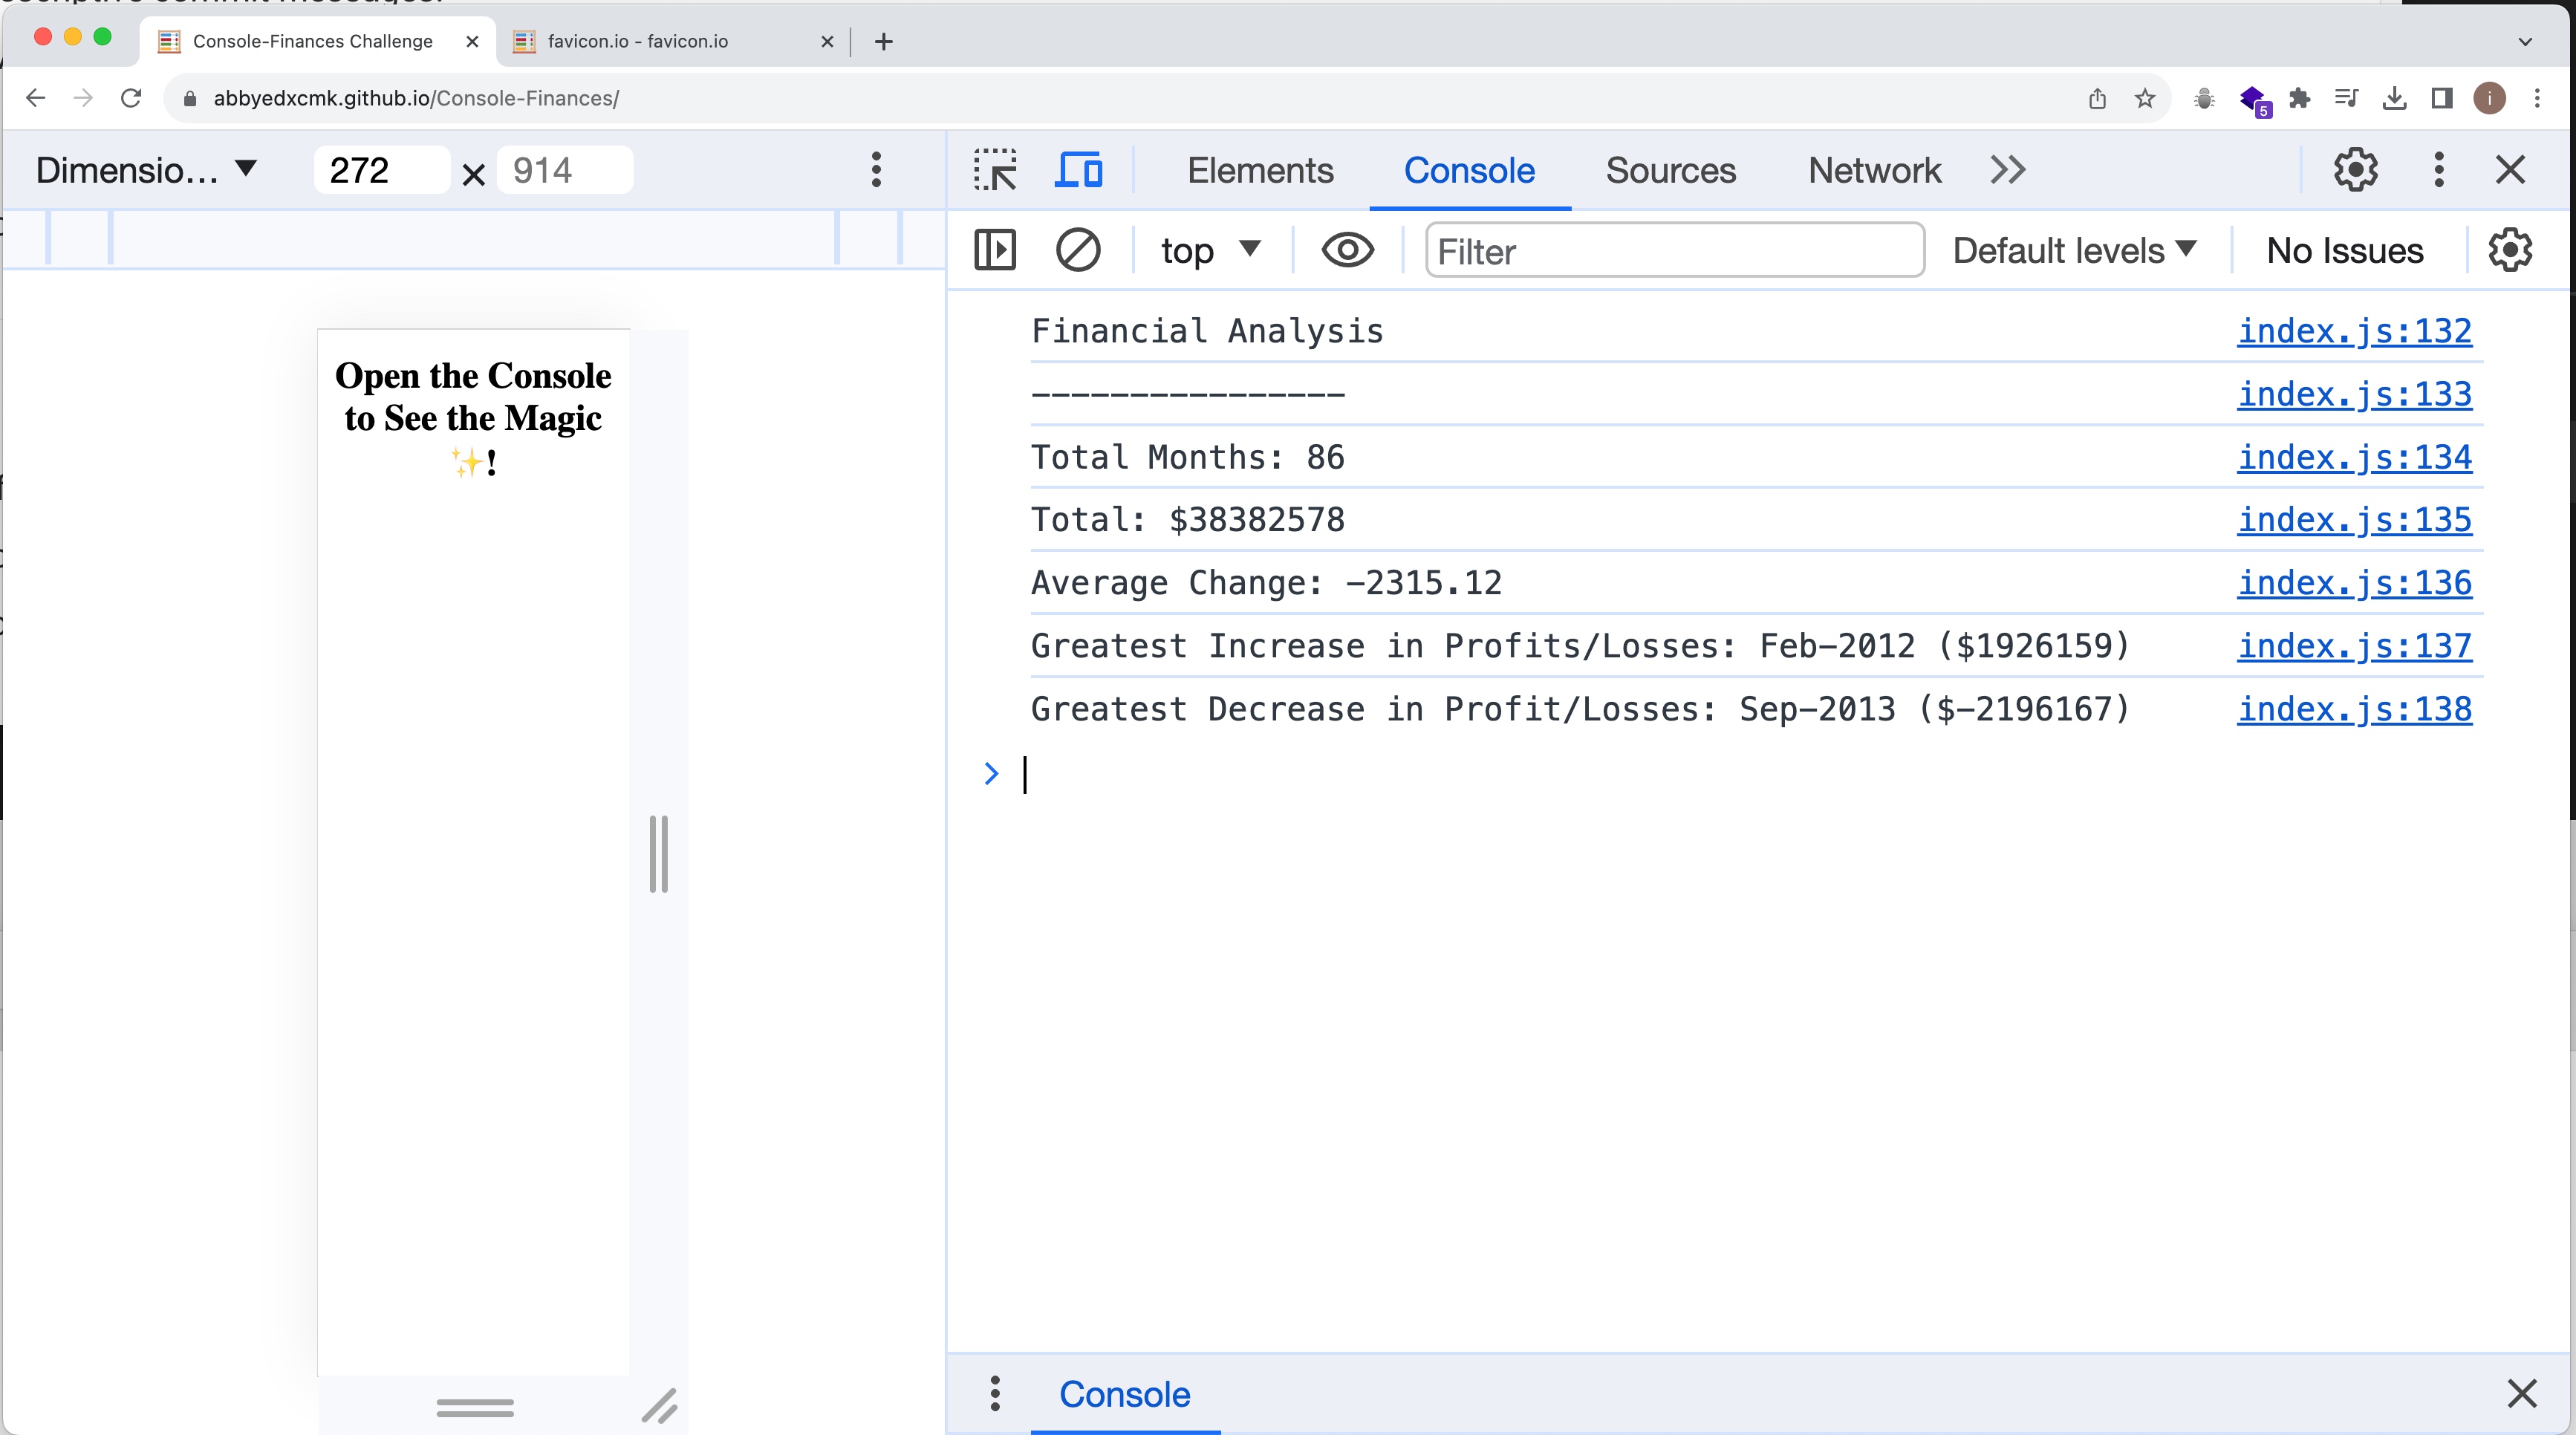 scriptive commit messages.
Console-Finances Challenge
favicon.io - favicon.io
abbyedxcmk.github.io/Console-Finances/
5
i
Dimensio... 272 × 914
Elements Console Sources Network
top Filter Default levels No Issues
Open the Console
to See the Magic
✨!
Financial Analysis index.js:132
---------------- index.js:133
Total Months: 86 index.js:134
Total: $38382578 index.js:135
Average Change: -2315.12 index.js:136
Greatest Increase in Profits/Losses: Feb-2012 ($1926159) index.js:137
Greatest Decrease in Profit/Losses: Sep-2013 ($-2196167) index.js:138
>
Console